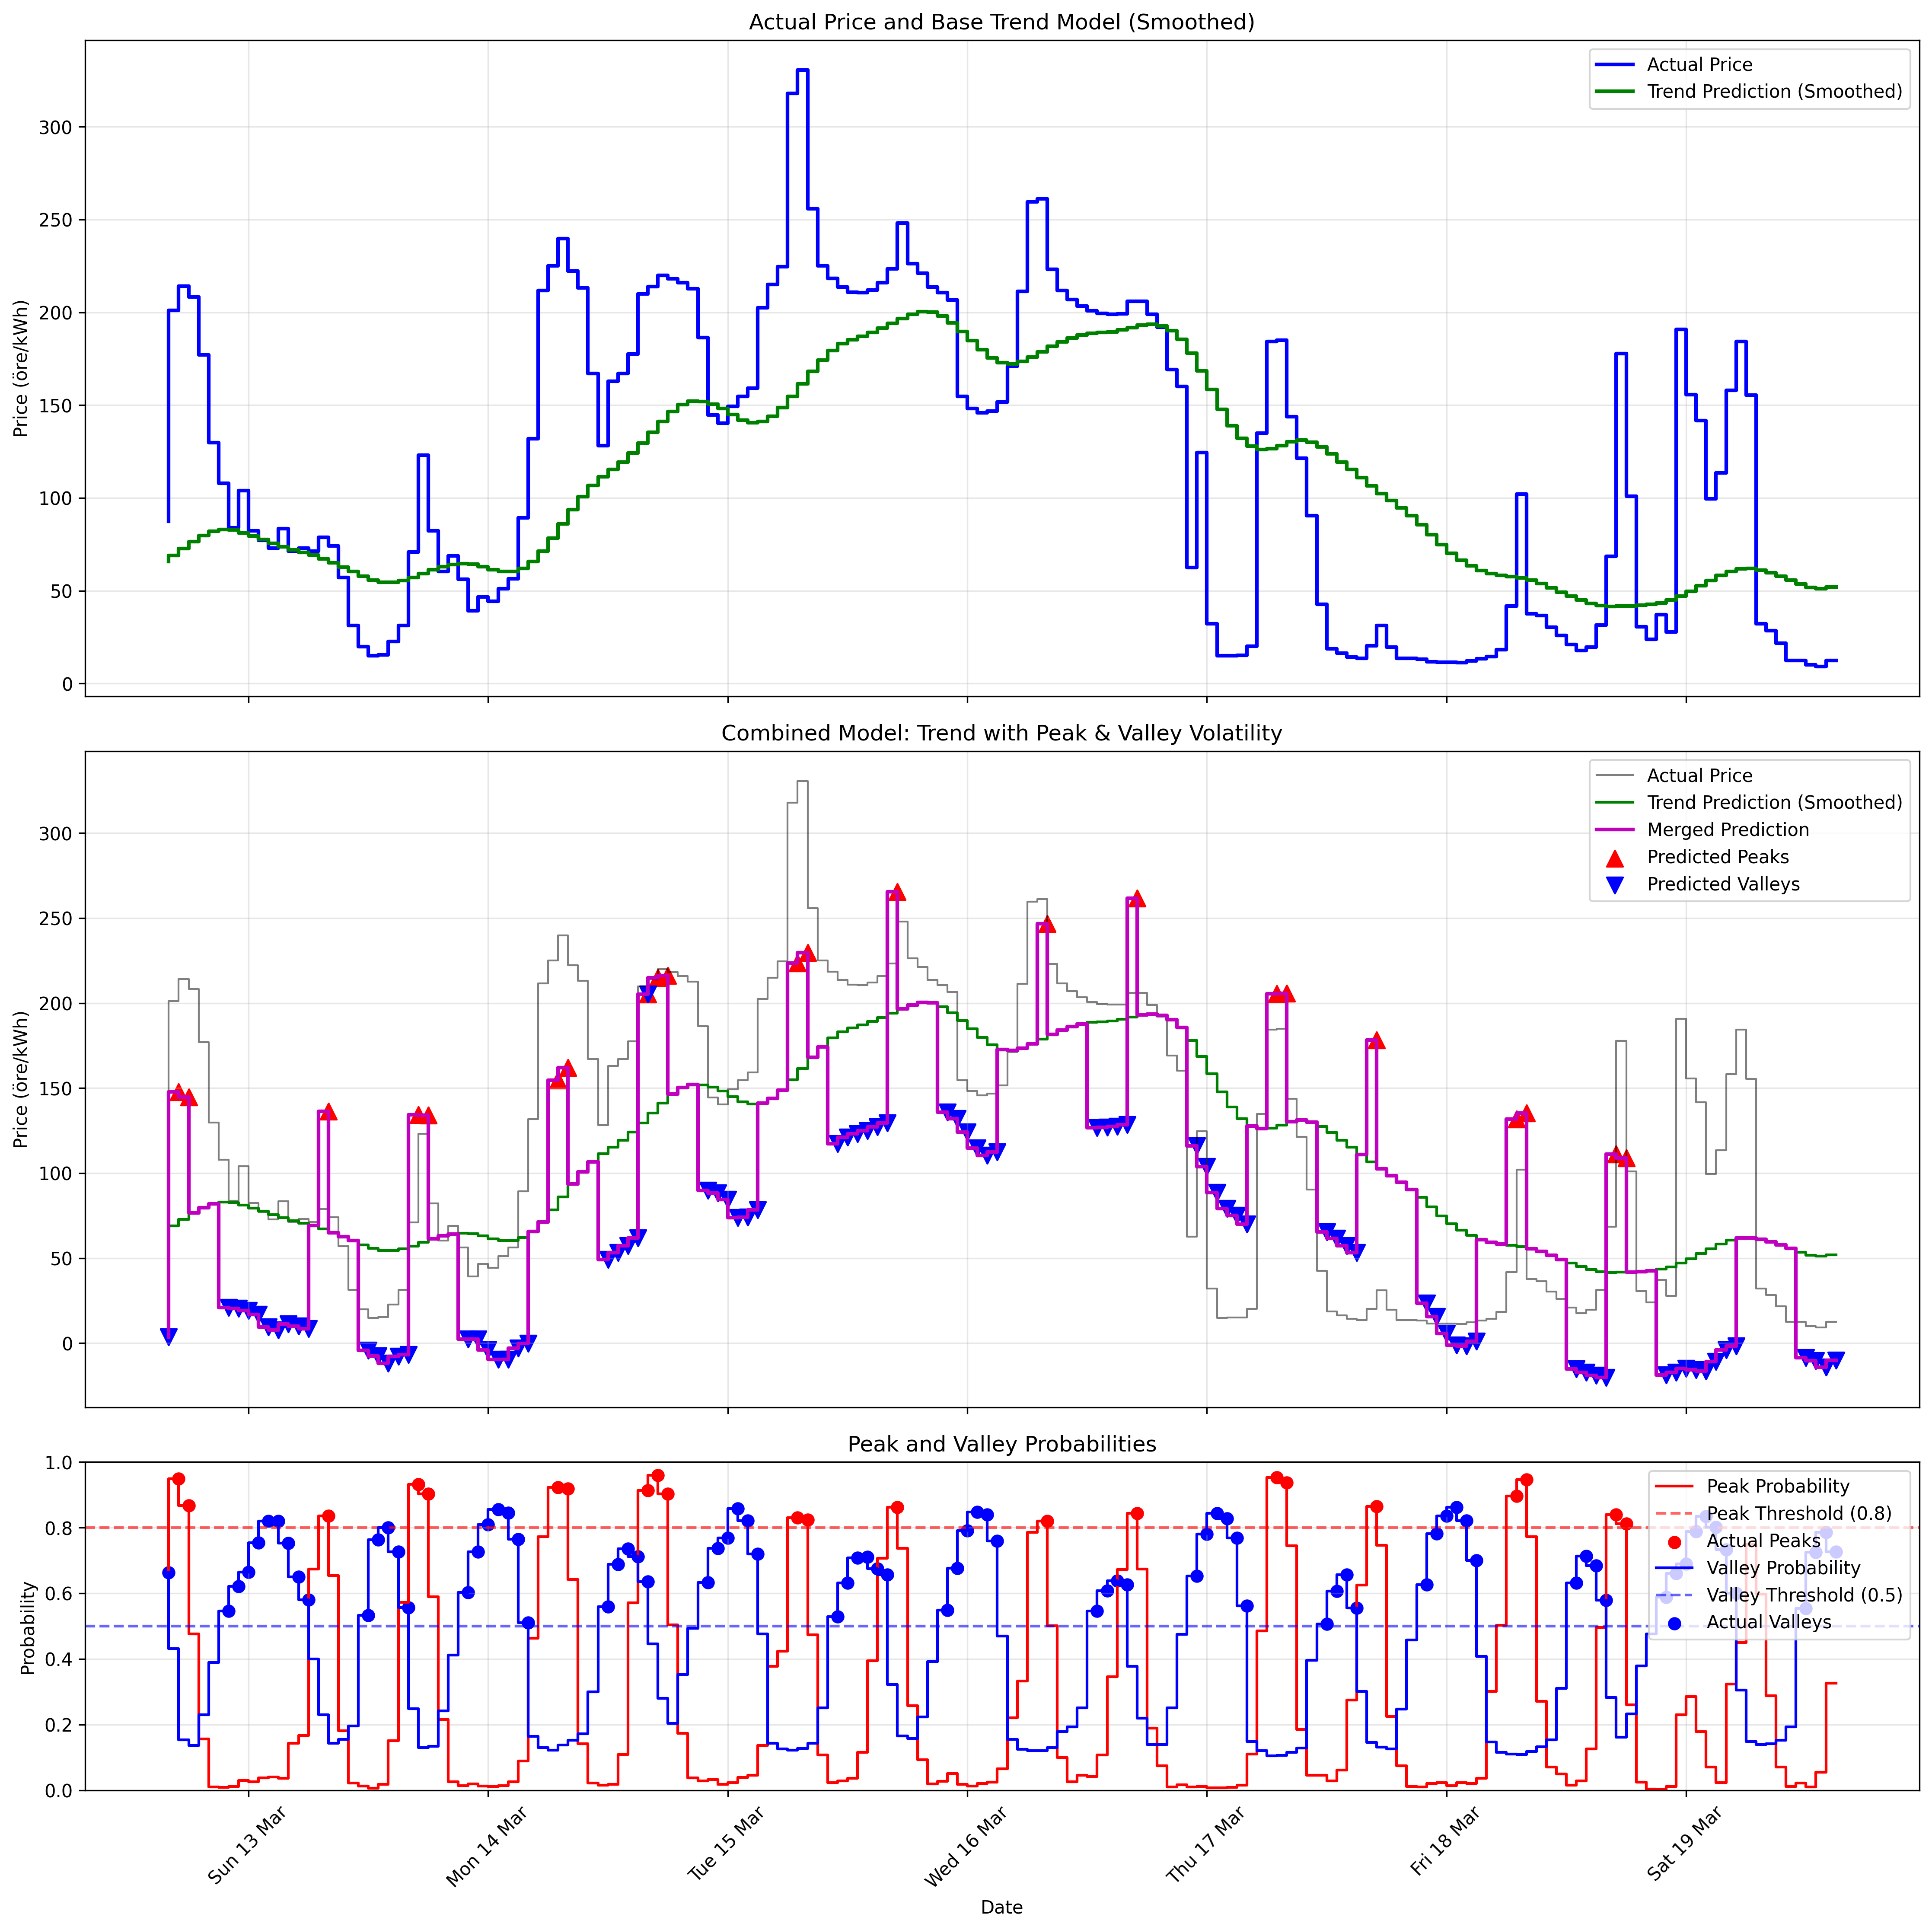 Actual Price and Base Trend Model (Smoothed)
Actual Price
Trend Prediction (Smoothed)
Price (öre/kWh)
300
250
200
150
100
50
0
Combined Model: Trend with Peak & Valley Volatility
Actual Price
Trend Prediction (Smoothed)
Merged Prediction
Predicted Peaks
Predicted Valleys
Price (öre/kWh)
300
250
200
150
100
50
0
Peak and Valley Probabilities
Peak Probability
Peak Threshold (0.8)
Actual Peaks
Valley Probability
Valley Threshold (0.5)
Actual Valleys
Probability
1.0
0.8
0.6
0.4
0.2
0.0
Sun 13 Mar
Mon 14 Mar
Tue 15 Mar
Wed 16 Mar
Thu 17 Mar
Fri 18 Mar
Sat 19 Mar
Date